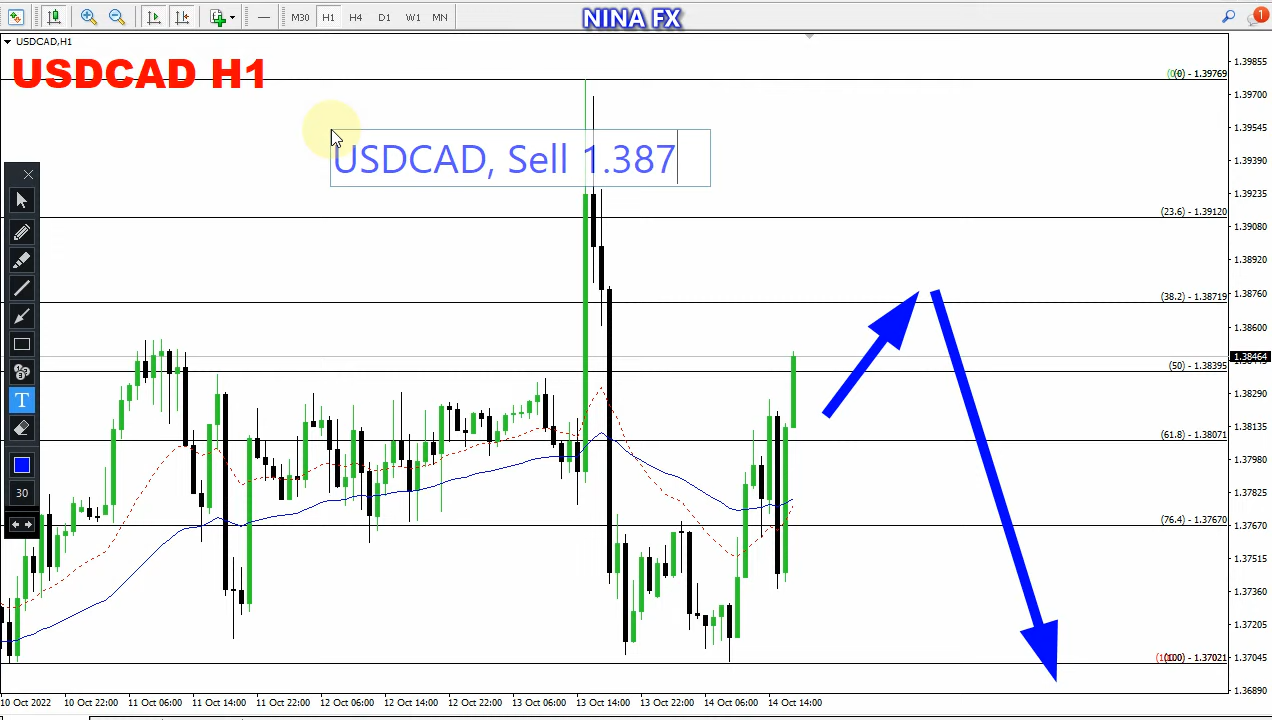 M30 H1 H4 D1 W1 MN
NINA FX
1
USDCAD,H1
USDCAD H1
USDCAD, Sell 1.387
(0) - 1.39769
(23.6) - 1.39120
(38.2) - 1.38719
(50) - 1.38395
(61.8) - 1.38071
(76.4) - 1.37670
(100) - 1.37021
1.39855
1.39700
1.39545
1.39390
1.39235
1.39080
1.38920
1.38760
1.38600
1.38464
1.38290
1.38135
1.37980
1.37825
1.37670
1.37515
1.37360
1.37205
1.37045
1.36890
T
30
10 Oct 2022
10 Oct 22:00
11 Oct 06:00
11 Oct 14:00
11 Oct 22:00
12 Oct 06:00
12 Oct 14:00
12 Oct 22:00
13 Oct 06:00
13 Oct 14:00
13 Oct 22:00
14 Oct 06:00
14 Oct 14:00